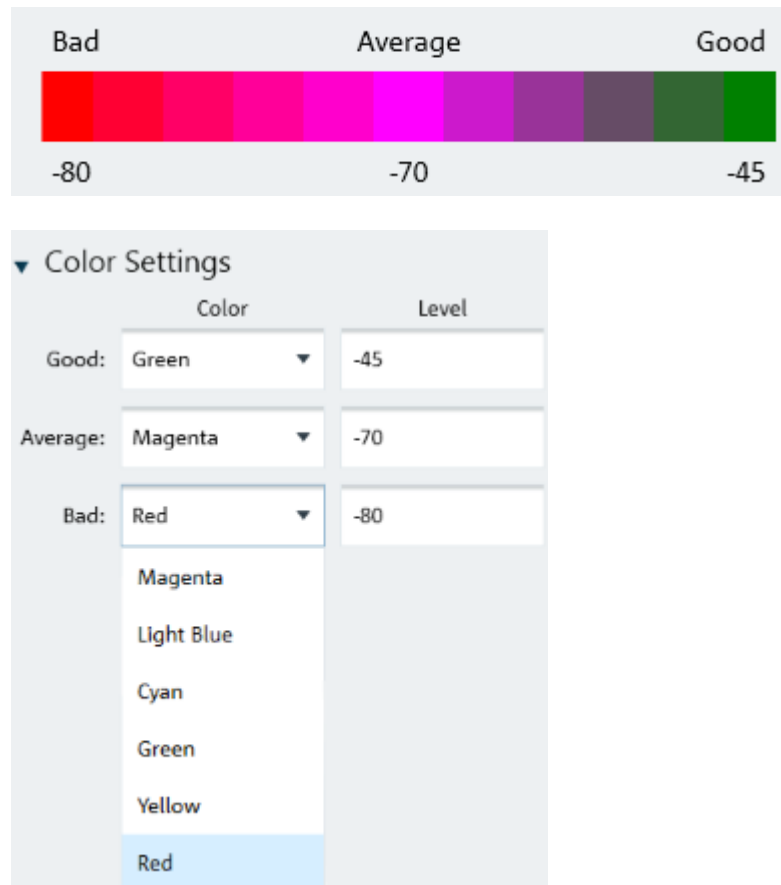 Bad Average Good
-80 -70 -45
Color Settings
Color Level
Good: Green -45
Average: Magenta -70
Bad: Red -80
Magenta
Light Blue
Cyan
Green
Yellow
Red